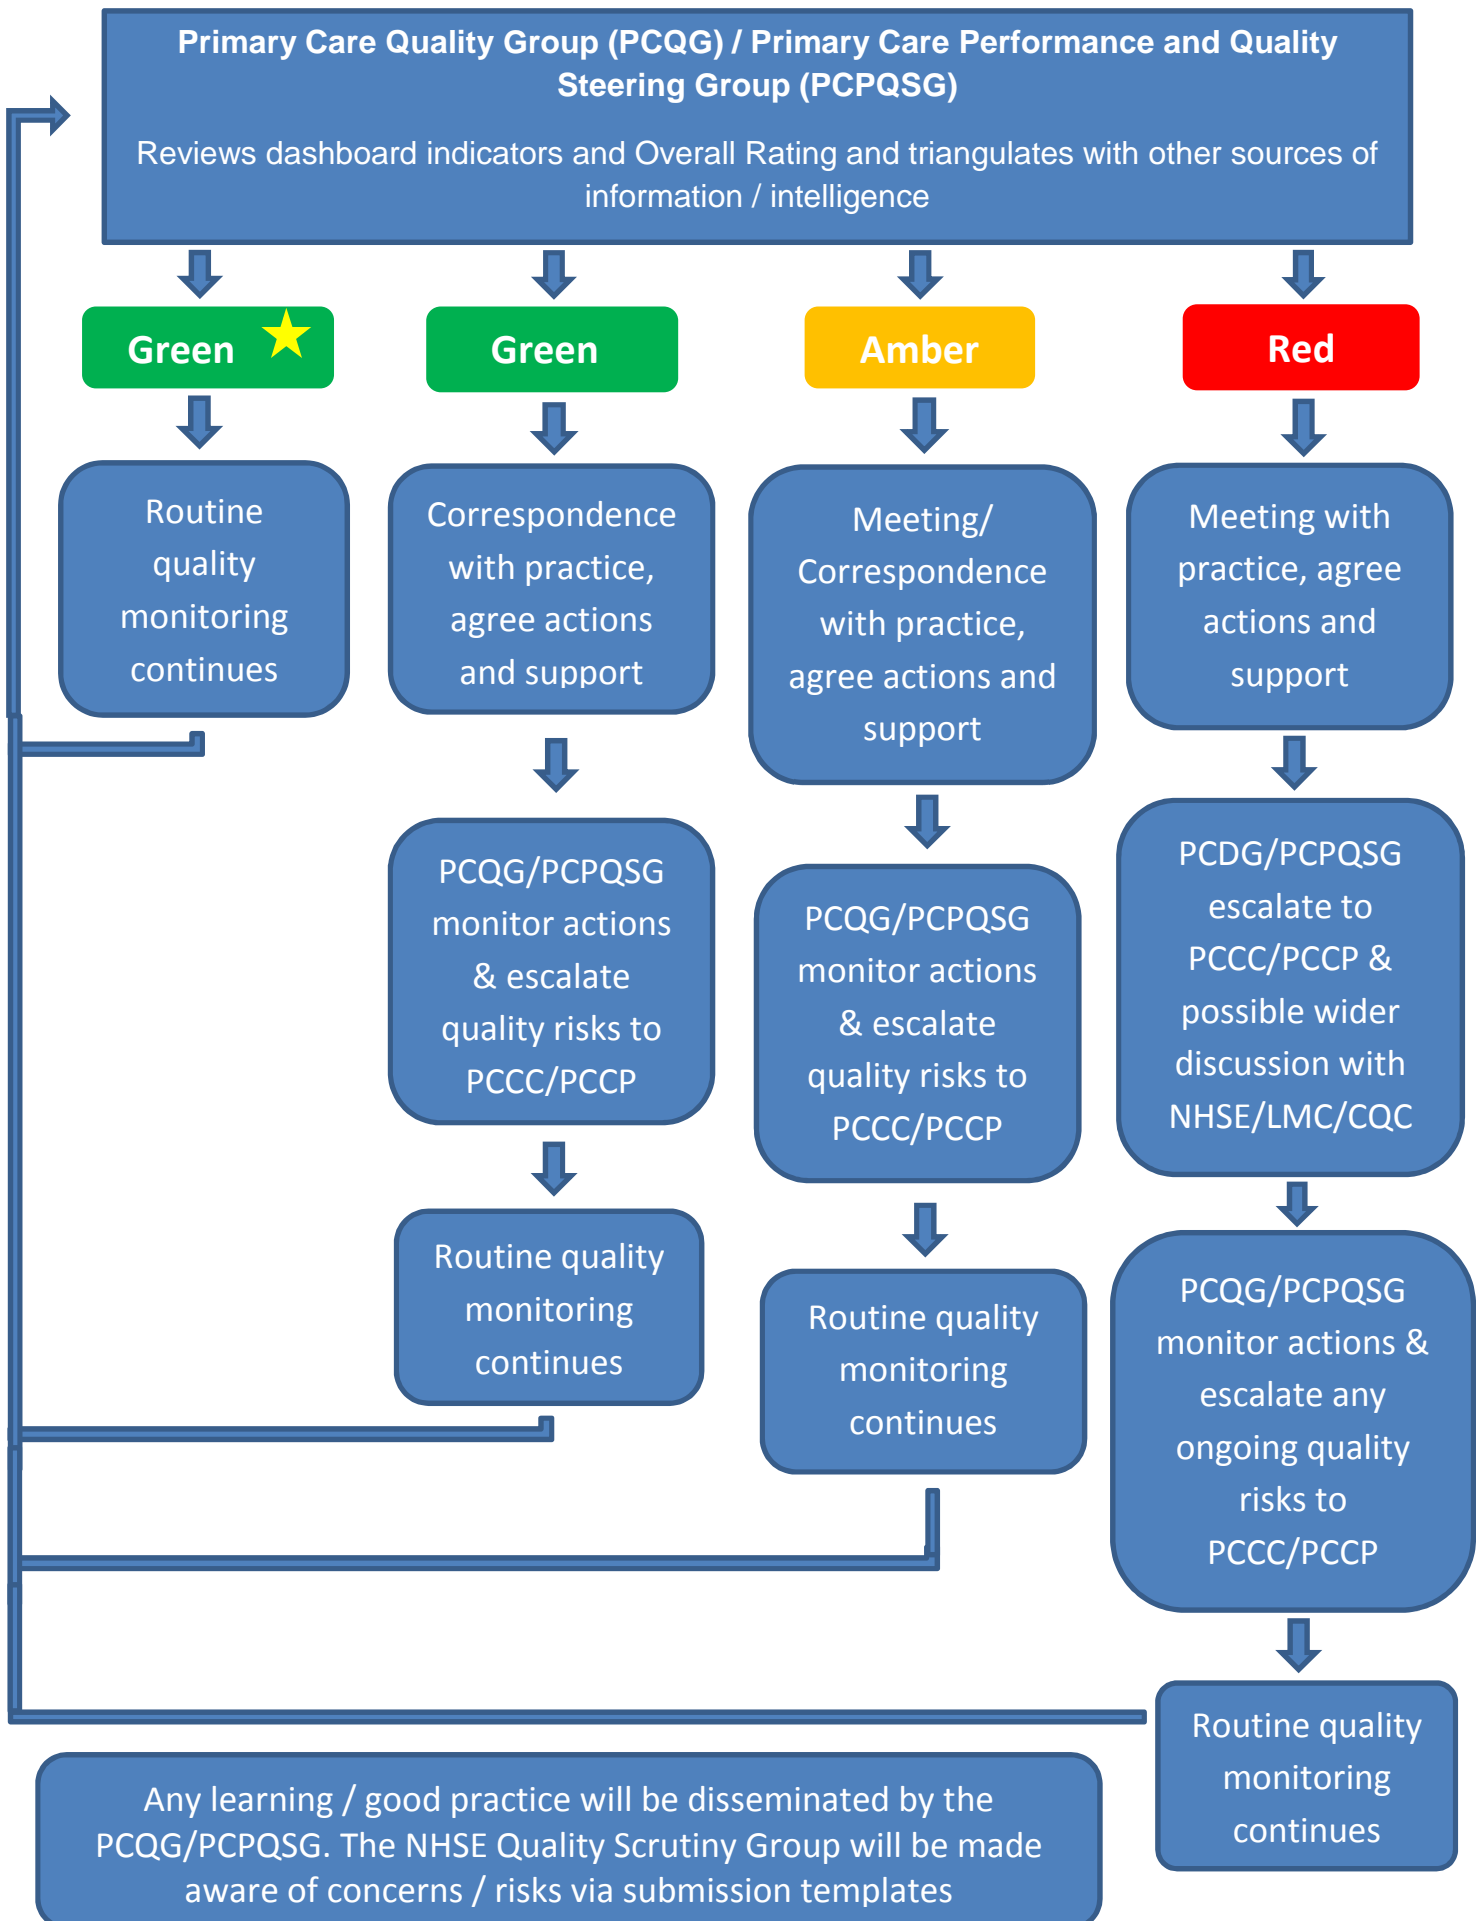 Primary Care Quality Group (PCQG) / Primary Care Performance and Quality
Steering Group (PCPQSG)
Reviews dashboard indicators and Overall Rating and triangulates with other sources of
information / intelligence
Green
Green
Amber
Red
Routine
quality
monitoring
continues
Correspondence
with practice,
agree actions
and support
Meeting/
Correspondence
with practice,
agree actions and
support
Meeting with
practice, agree
actions and
support
PCQG/PCPQSG
monitor actions
& escalate
quality risks to
PCCC/PCCP
PCQG/PCPQSG
monitor actions
& escalate
quality risks to
PCCC/PCCP
PCDG/PCPQSG
escalate to
PCCC/PCCP &
possible wider
discussion with
NHSE/LMC/CQC
Routine quality
monitoring
continues
Routine quality
monitoring
continues
PCQG/PCPQSG
monitor actions &
escalate any
ongoing quality
risks to
PCCC/PCCP
Routine quality
monitoring
continues
Any learning / good practice will be disseminated by the
PCQG/PCPQSG. The NHSE Quality Scrutiny Group will be made
aware of concerns / risks via submission templates